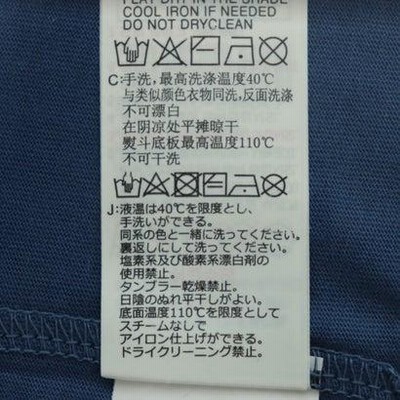 FLAT DRY IN THE SHADE
COOL IRON IF NEEDED
DO NOT DRYCLEAN
C:手洗,最高洗涤温度40℃
与类似颜色衣物同洗,反面洗涤
不可漂白
在阴凉处平摊晾干
熨斗底板最高温度110℃
不可干洗
J:液温は40℃を限度とし、
手洗いができる。
同系の色と一緒に洗ってください。
裏返しにして洗ってください。
塩素系及び酸素系漂白剤の
使用禁止。
タンブラー乾燥禁止。
日陰のぬれ平干しがよい。
底面温度110℃を限度として
スチームなしで
アイロン仕上げができる。
ドライクリーニング禁止。